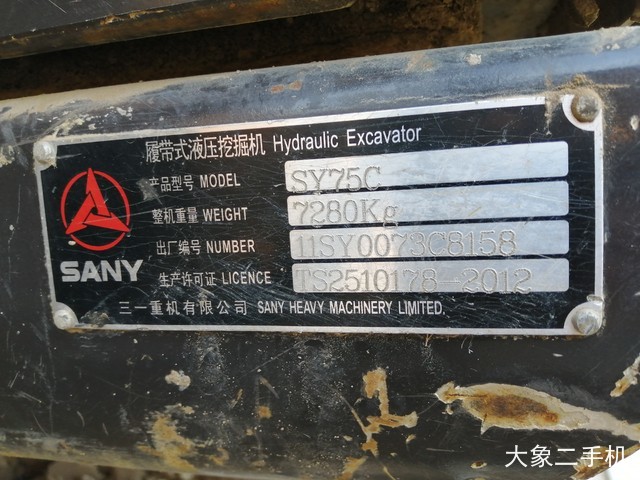 履带式液压挖掘机 Hydraulic Excavator
产品型号 MODEL SY75C
整机重量 WEIGHT 7280Kg
出厂编号 NUMBER 11SY0073C8158
生产许可证 LICENCE TS2510178-2012
SANY
三一重机有限公司 SANY HEAVY MACHINERY LIMITED.
大象二手机